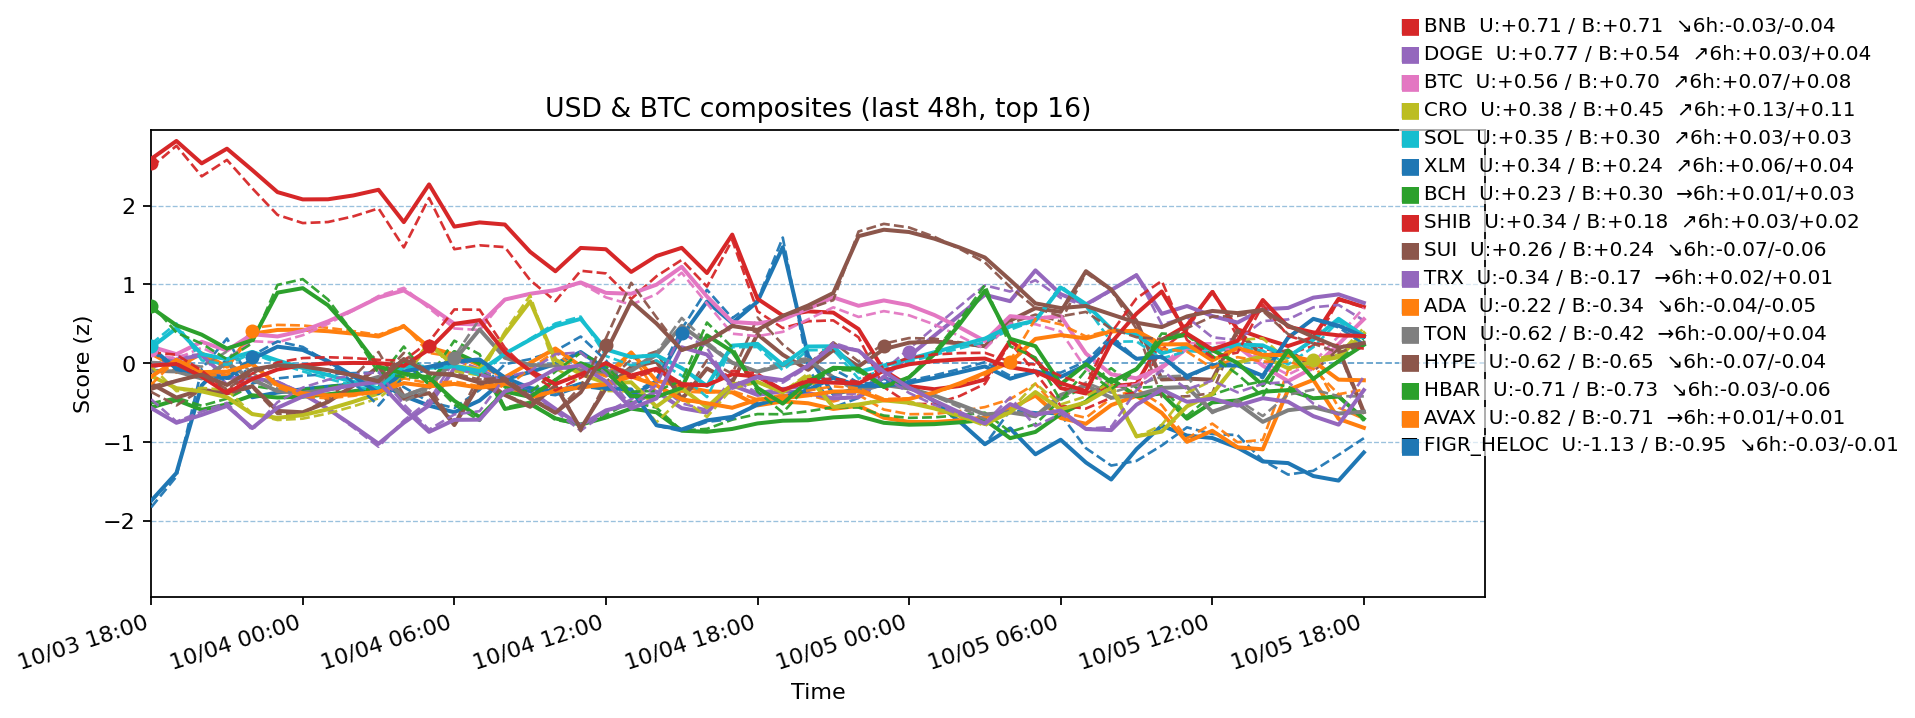 BNB  U:+0.71 / B:+0.71  ↘6h:-0.03/-0.04
DOGE  U:+0.77 / B:+0.54  ↗6h:+0.03/+0.04
BTC  U:+0.56 / B:+0.70  ↗6h:+0.07/+0.08
CRO  U:+0.38 / B:+0.45  ↗6h:+0.13/+0.11
SOL  U:+0.35 / B:+0.30  ↗6h:+0.03/+0.03
XLM  U:+0.34 / B:+0.24  ↗6h:+0.06/+0.04
BCH  U:+0.23 / B:+0.30  →6h:+0.01/+0.03
SHIB  U:+0.34 / B:+0.18  ↗6h:+0.03/+0.02
SUI  U:+0.26 / B:+0.24  ↘6h:-0.07/-0.06
TRX  U:-0.34 / B:-0.17  →6h:+0.02/+0.01
ADA  U:-0.22 / B:-0.34  ↘6h:-0.04/-0.05
TON  U:-0.62 / B:-0.42  →6h:-0.00/+0.04
HYPE  U:-0.62 / B:-0.65  ↘6h:-0.07/-0.04
HBAR  U:-0.71 / B:-0.73  ↘6h:-0.03/-0.06
AVAX  U:-0.82 / B:-0.71  →6h:+0.01/+0.01
FIGR_HELOC  U:-1.13 / B:-0.95  ↘6h:-0.03/-0.01
USD & BTC composites (last 48h, top 16)
Score (z)
2
1
0
−1
−2
10/03 18:00
10/04 00:00
10/04 06:00
10/04 12:00
10/04 18:00
10/05 00:00
10/05 06:00
10/05 12:00
10/05 18:00
Time